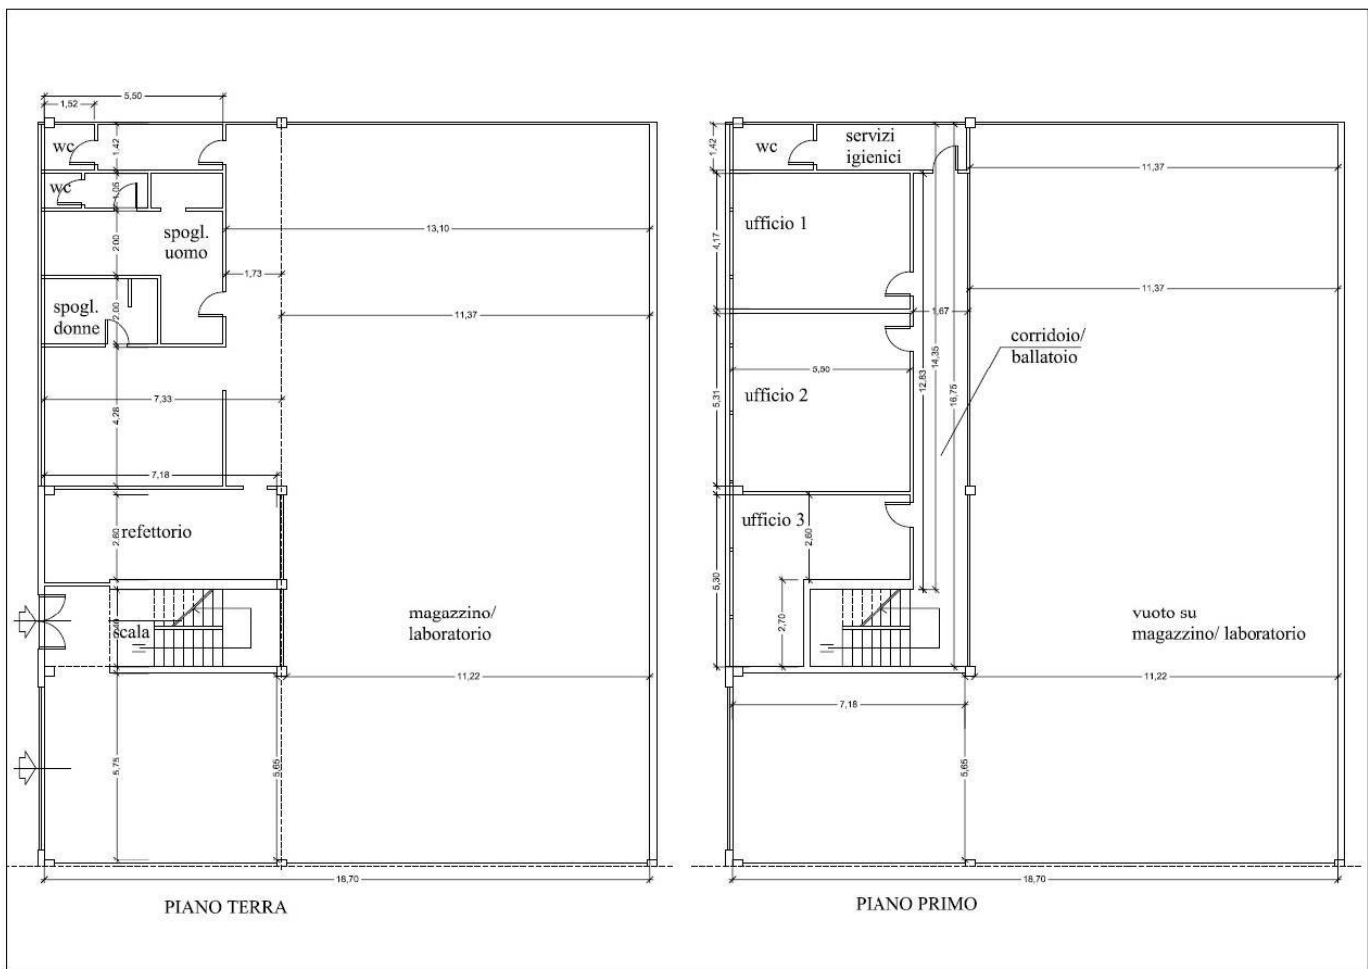 5,50
1,52
wc
1,42
wc
1,05
spogl.
uomo
2,00
13,10
1,73
spogl.
donne
2,00
11,37
7,33
4,28
7,18
refettorio
2,60
scala
2,40
magazzino/
laboratorio
11,22
5,75
5,65
18,70
PIANO TERRA
1,42
wc
servizi
igienici
11,37
ufficio 1
4,17
11,37
1,67
corridoio/
ballatoio
14,35
12,83
16,75
5,50
ufficio 2
5,31
ufficio 3
2,60
5,30
2,70
vuoto su
magazzino/ laboratorio
11,22
7,18
5,65
18,70
PIANO PRIMO